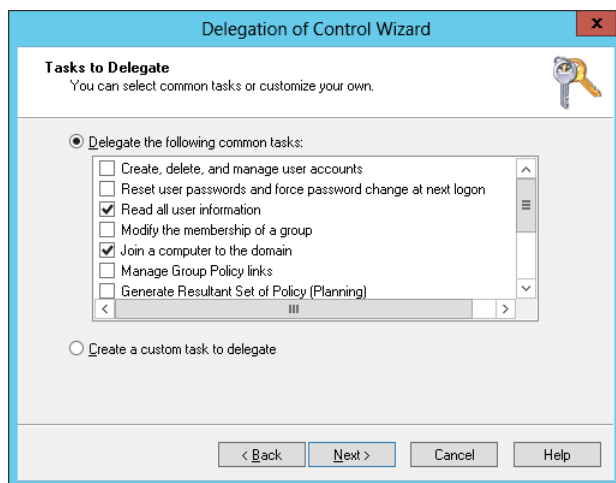 Delegation of Control Wizard
x
Tasks to Delegate
You can select common tasks or customize your own.
Delegate the following common tasks:
Create, delete, and manage user accounts
Reset user passwords and force password change at next logon
Read all user information
Modify the membership of a group
Join a computer to the domain
Manage Group Policy links
Generate Resultant Set of Policy (Planning)
Create a custom task to delegate
< Back Next > Cancel Help